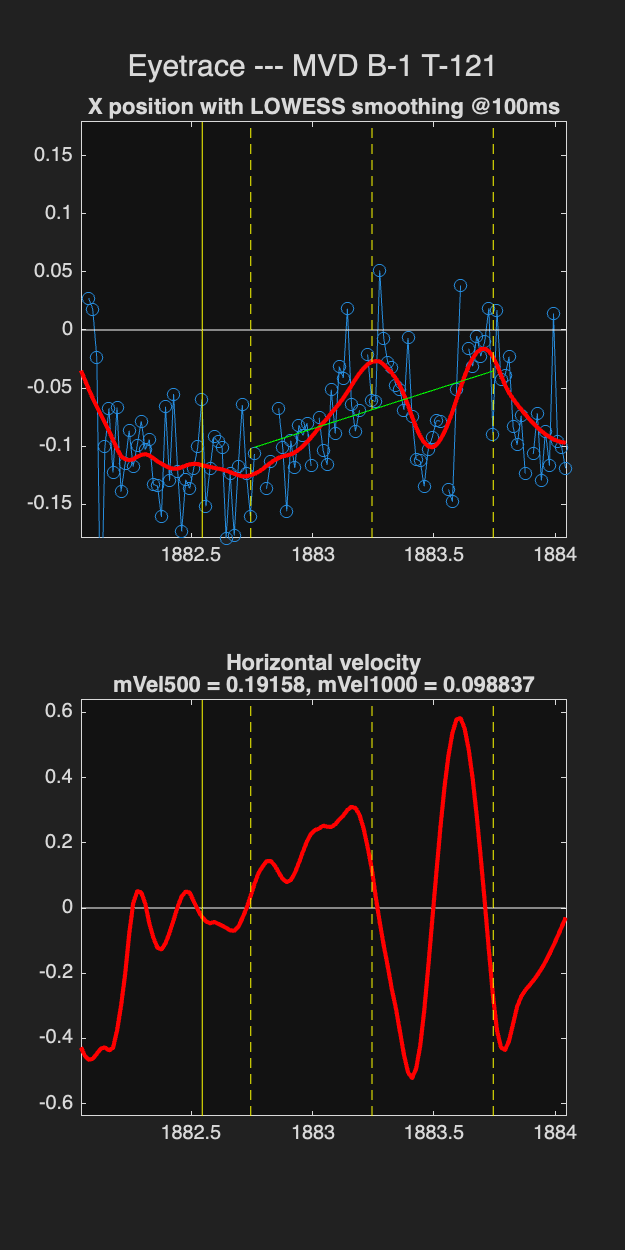 Eyetrace --- MVD B-1 T-121
X position with LOWESS smoothing @100ms
0.15
0.1
0.05
0
-0.05
-0.1
-0.15
1882.5 1883 1883.5 1884
Horizontal velocity
mVel500 = 0.19158, mVel1000 = 0.098837
0.6
0.4
0.2
0
-0.2
-0.4
-0.6
1882.5 1883 1883.5 1884